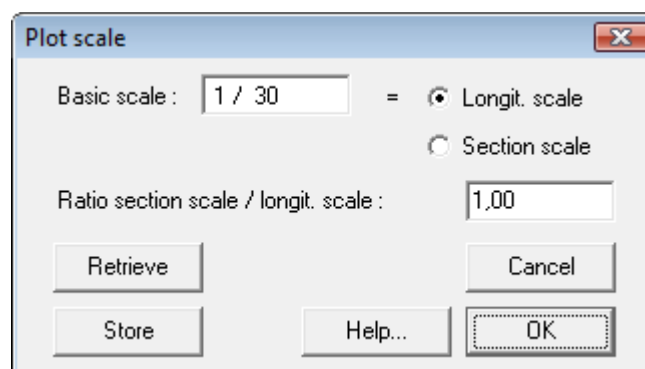 Plot scale
Basic scale : 1 / 30 = Longit. scale
Section scale
Ratio section scale / longit. scale : 1,00
Retrieve Cancel
Store Help... OK